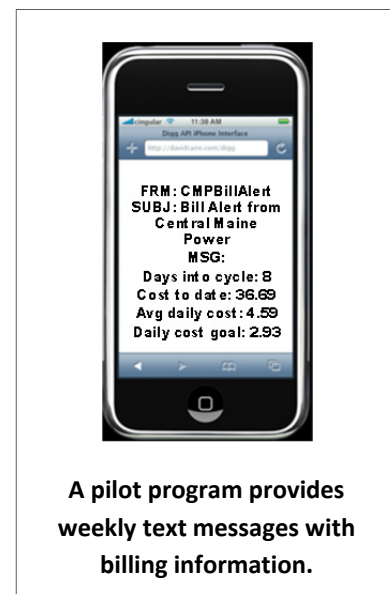 cingular 11:38 AM
Digg API iPhone Interface
http://davidcann.com/digg
FRM: CMPBillAlert
SUBJ: Bill Alert from
Central Maine
Power
MSG:
Days into cycle: 8
Cost to date: 36.69
Avg daily cost: 4.59
Daily cost goal: 2.93
A pilot program provides
weekly text messages with
billing information.